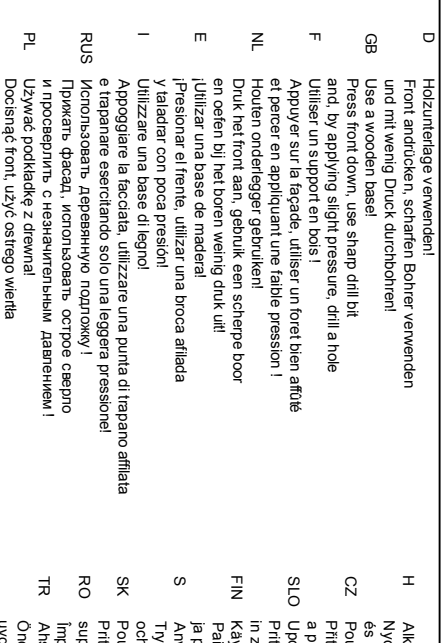 D Holzunterlage verwenden!
Front andrücken, scharfen Bohrer verwenden
und mit wenig Druck durchbohren!
GB Use a wooden base!
Press front down, use sharp drill bit
and, by applying slight pressure, drill a hole
F Utiliser un support en bois !
Appuyer sur la façade, utiliser un foret bien affûté
et percer en appliquant une faible pression !
NL Houten onderlegger gebruiken!
Druk het front aan, gebruik een scherpe boor
en oefen bij het boren weinig druk uit!
E ¡Utilizar una base de madera!
¡Presionar el frente, utilizar una broca afilada
y taladrar con poca presión!
I Utilizzare una base di legno!
Appoggiare la facciata, utilizzare una punta di trapano affilata
e trapanare esercitando solo una leggera pressione!
RUS Использовать деревянную подложку !
Прижать фасад, использовать острое сверло
и просверлить с незначительным давлением !
PL Używać podkładkę z drewna!
Docisnąć front, użyć ostrego wiertła
H
és
CZ
a
SLO
in
FIN
ja
S
och
SK
RO
TR